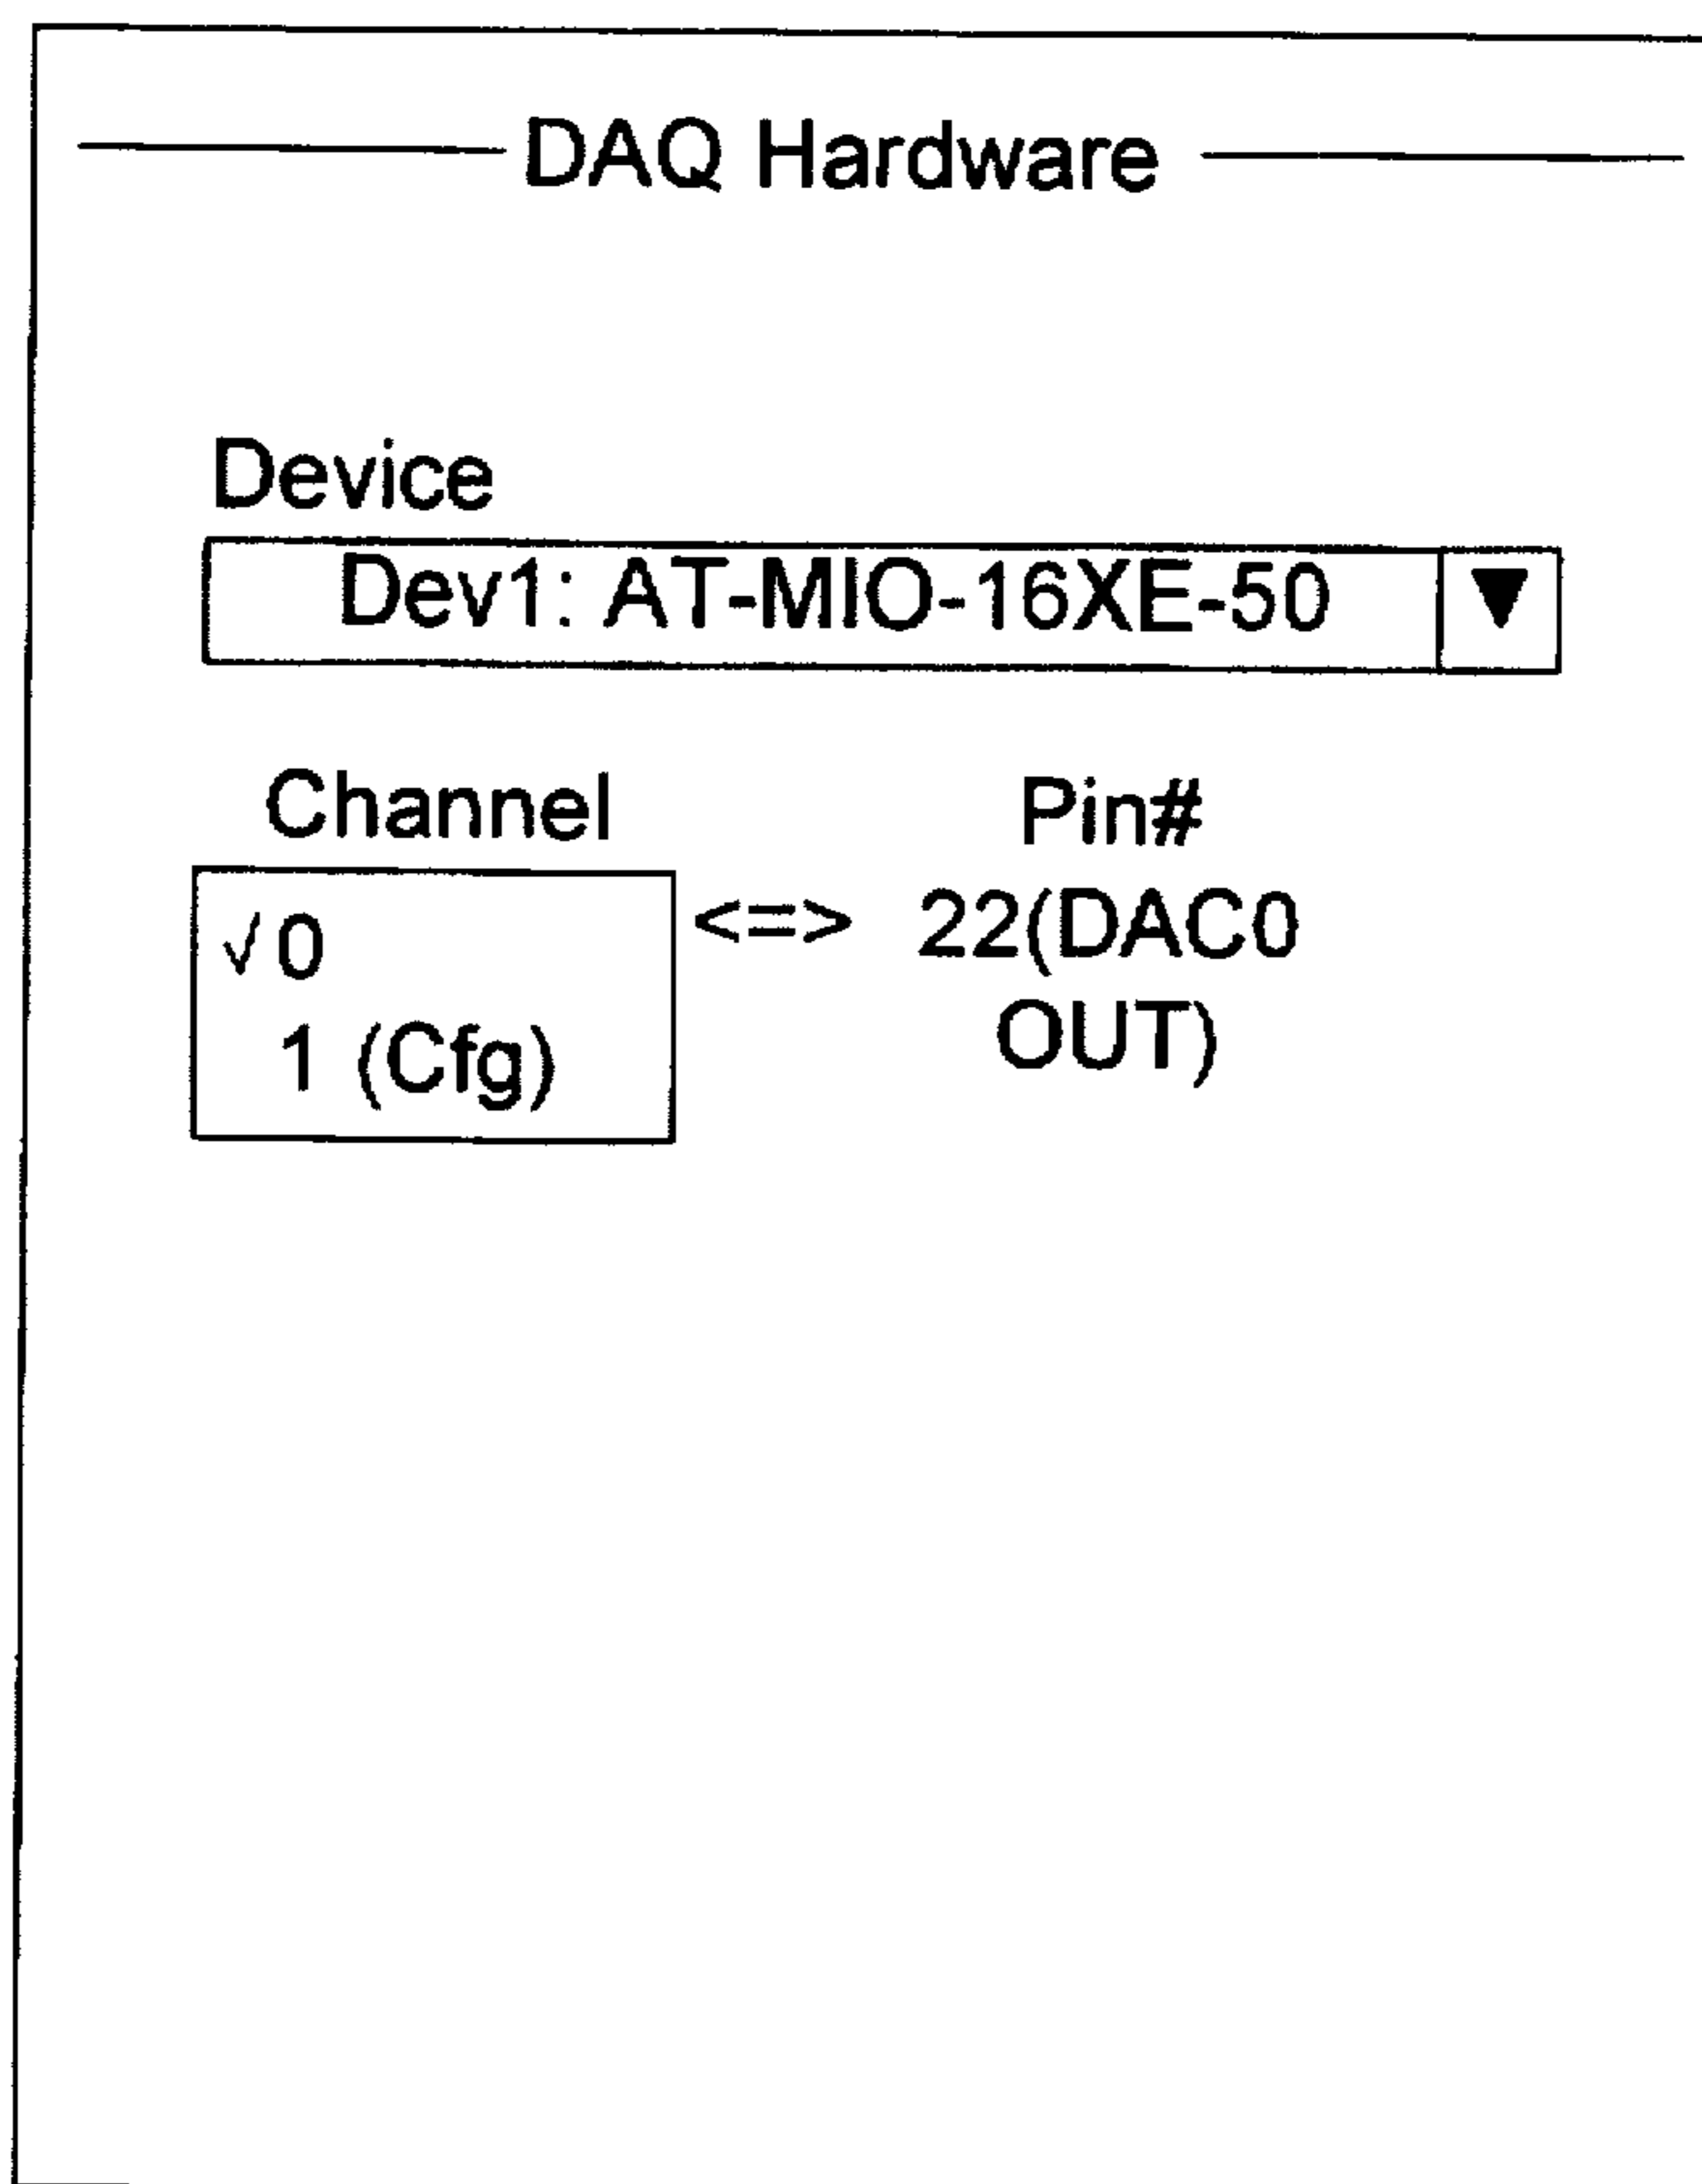 DAQ Hardware
Device
Dev1: AT-MIO-16XE-50 ▼
Channel Pin#
√0 <=> 22(DAC0
1 (Cfg) OUT)